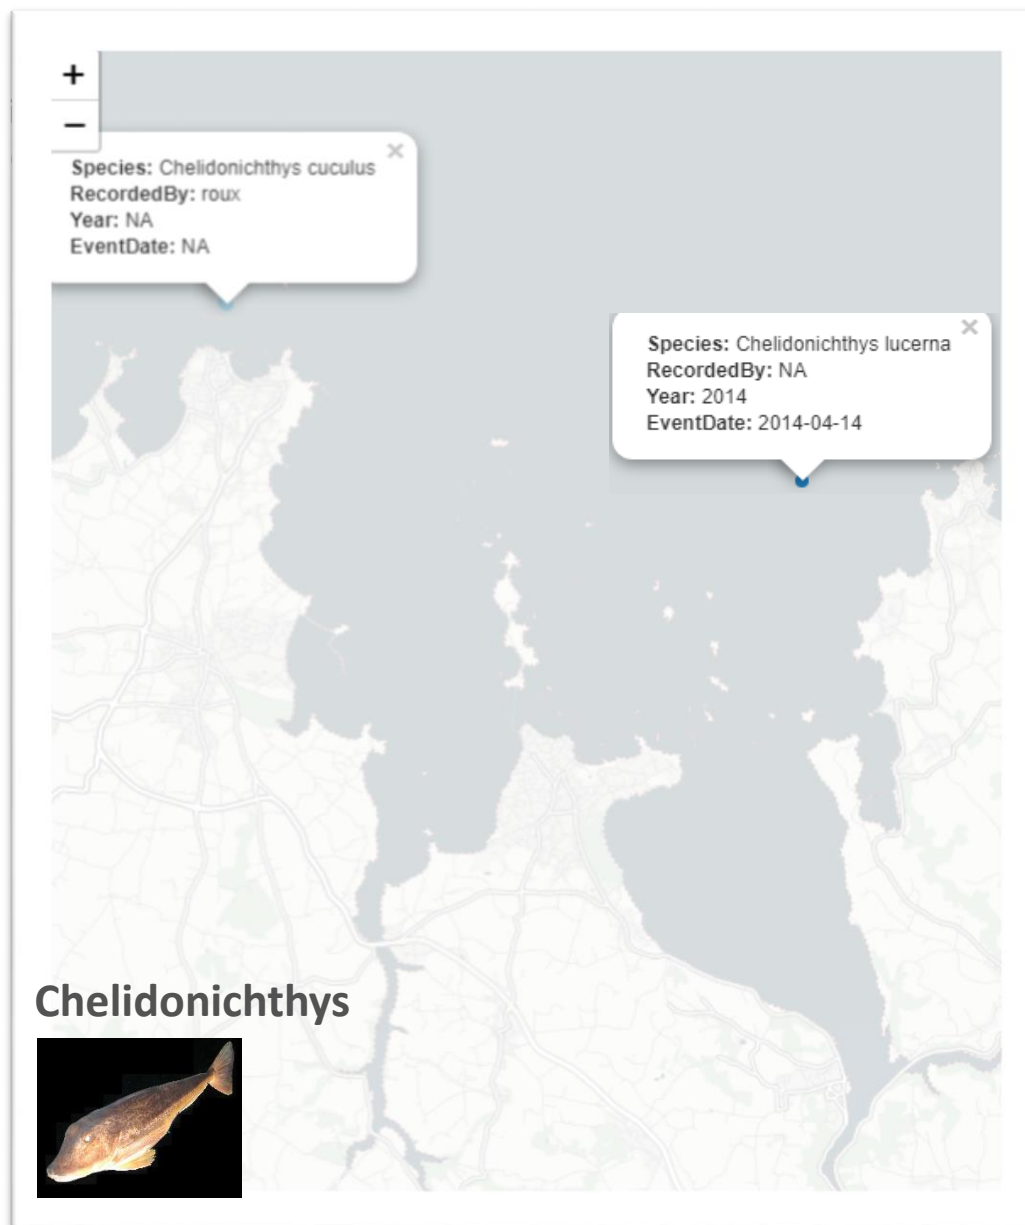 +
−
×
Species: Chelidonichthys cuculus
RecordedBy: roux
Year: NA
EventDate: NA
×
Species: Chelidonichthys lucerna
RecordedBy: NA
Year: 2014
EventDate: 2014-04-14
Chelidonichthys